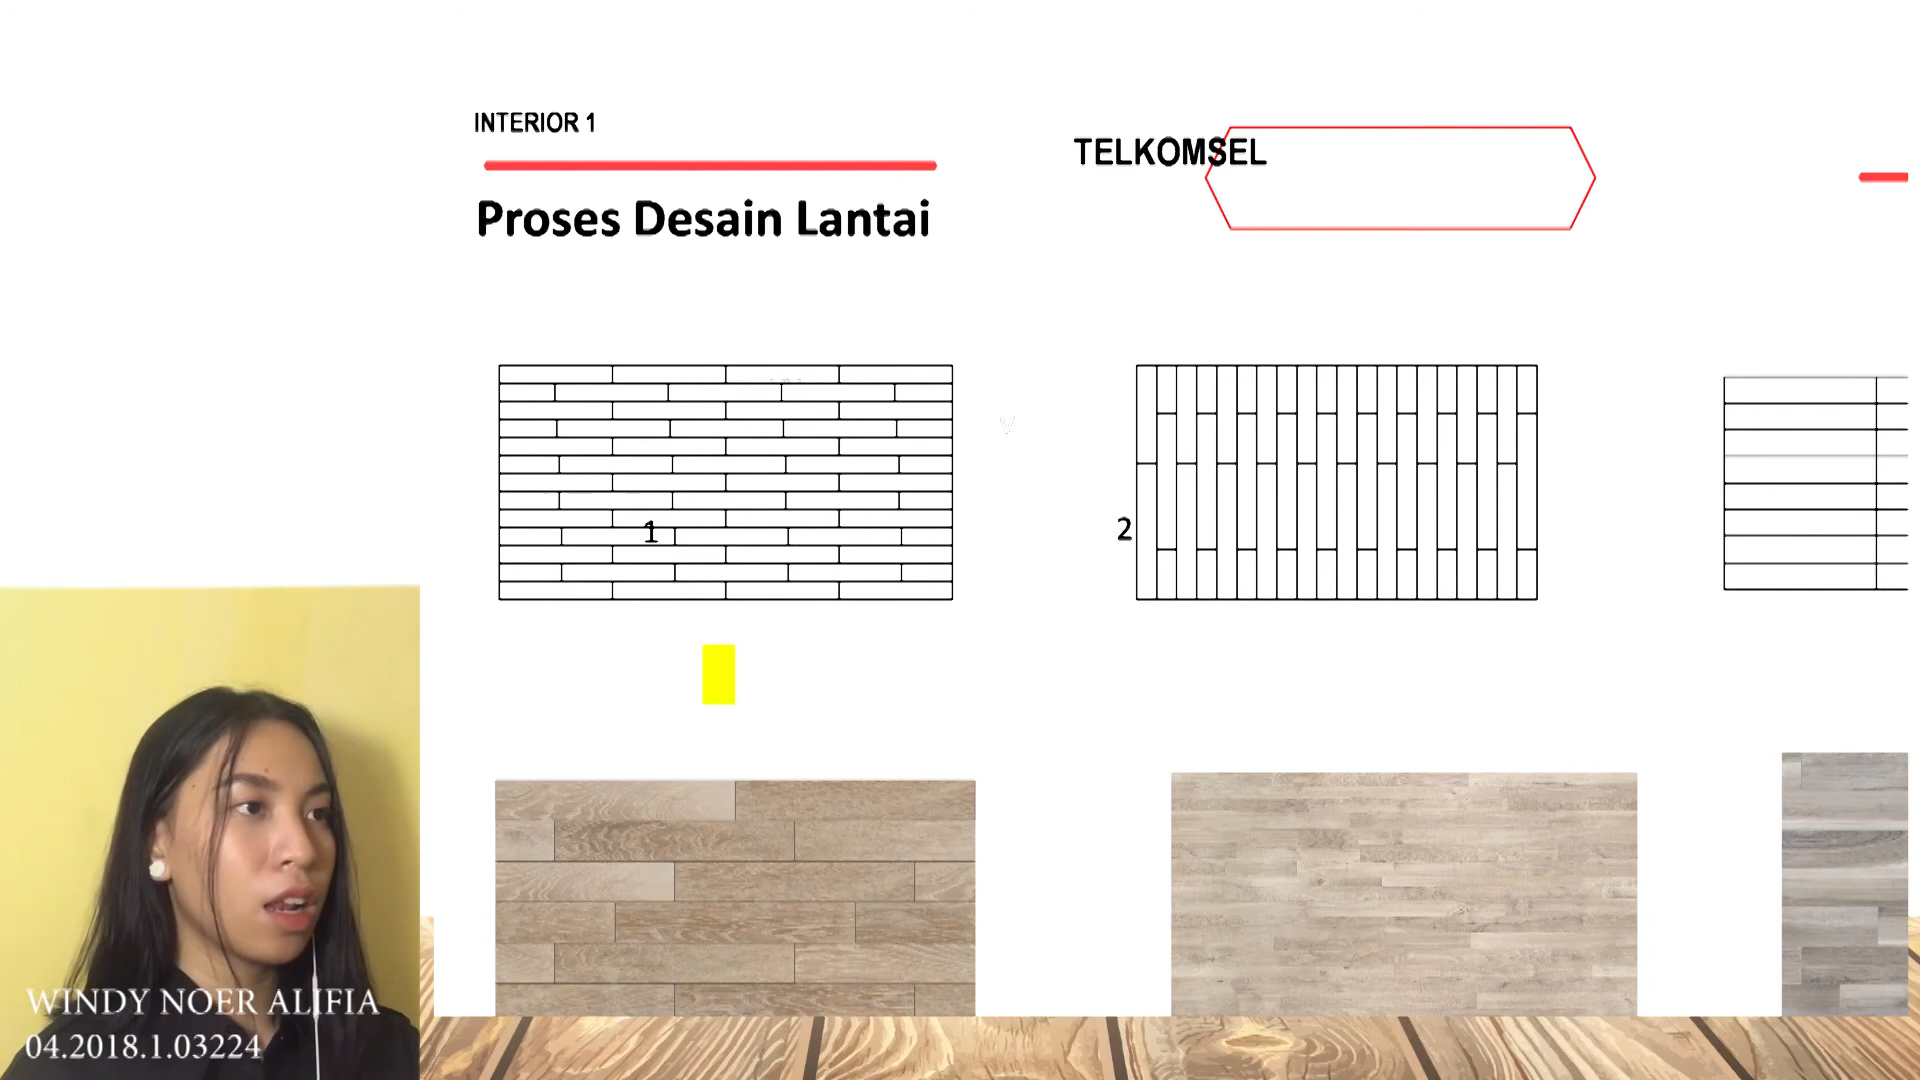 INTERIOR 1
TELKOMSEL
Proses Desain Lantai
1
2
WINDY NOER ALIFIA
04.2018.1.03224